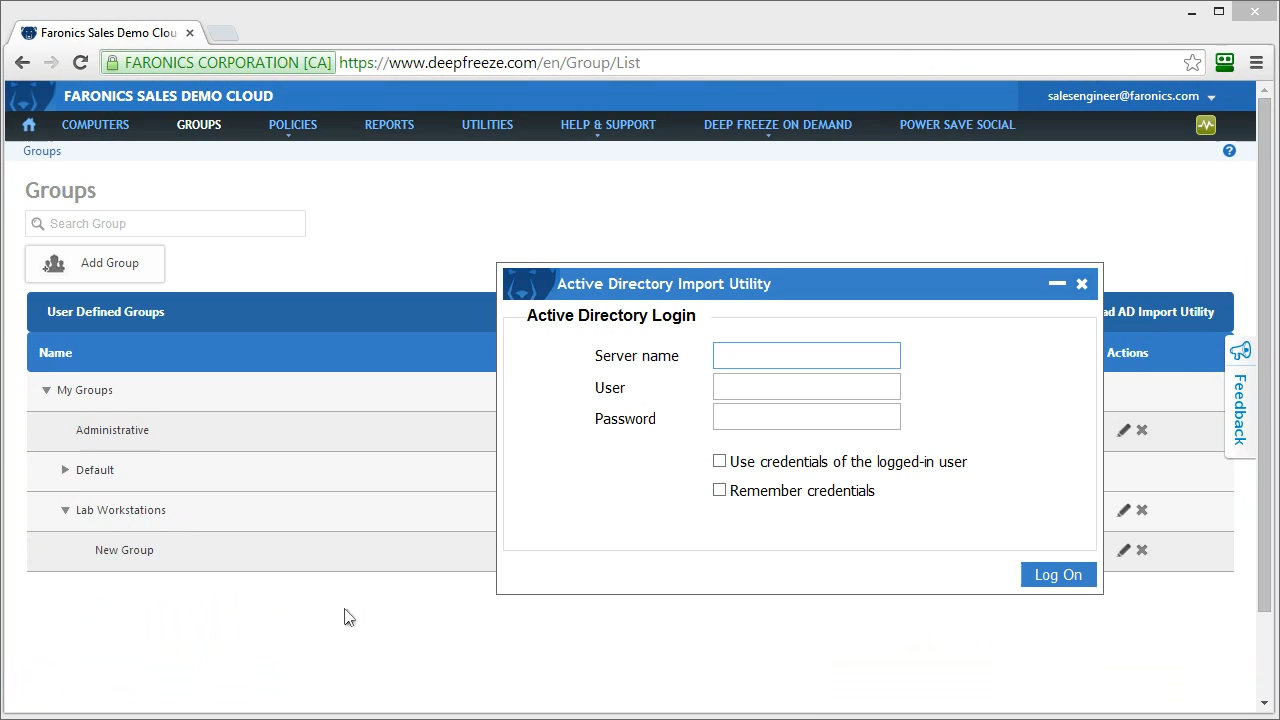 Faronics Sales Demo Clou
FARONICS CORPORATION [CA] https://www.deepfreeze.com/en/Group/List
FARONICS SALES DEMO CLOUD
salesengineer@faronics.com
COMPUTERS GROUPS POLICIES REPORTS UTILITIES HELP & SUPPORT DEEP FREEZE ON DEMAND POWER SAVE SOCIAL
Groups
Groups
Search Group
Add Group
User Defined Groups
ad AD Import Utility
Name
Actions
My Groups
Administrative
Default
Lab Workstations
New Group
Active Directory Import Utility
Active Directory Login
Server name
User
Password
Use credentials of the logged-in user
Remember credentials
Log On
Feedback